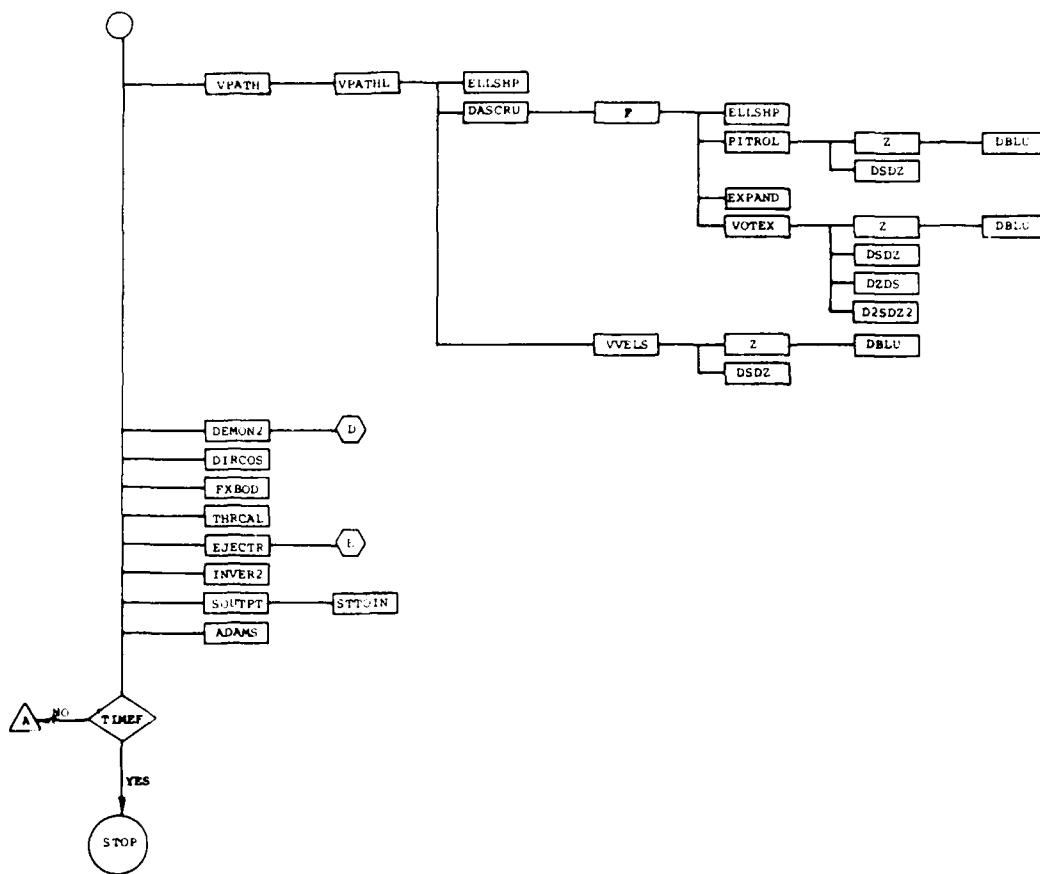 VPATH VPATHL ELLSHP
DASCRU F ELLSHP
PITROL Z DBLU
DSDZ
EXPAND
VOTEX Z DBLU
DSDZ
DZDS
D2SDZ2
VVELS Z DBLU
DSDZ
DEMON2 D
DIRCOS
FXBOD
THRCAL
EJECTR E
INVER2
SOUTPT STTOIN
ADAMS
A NO TIMEF
YES
STOP